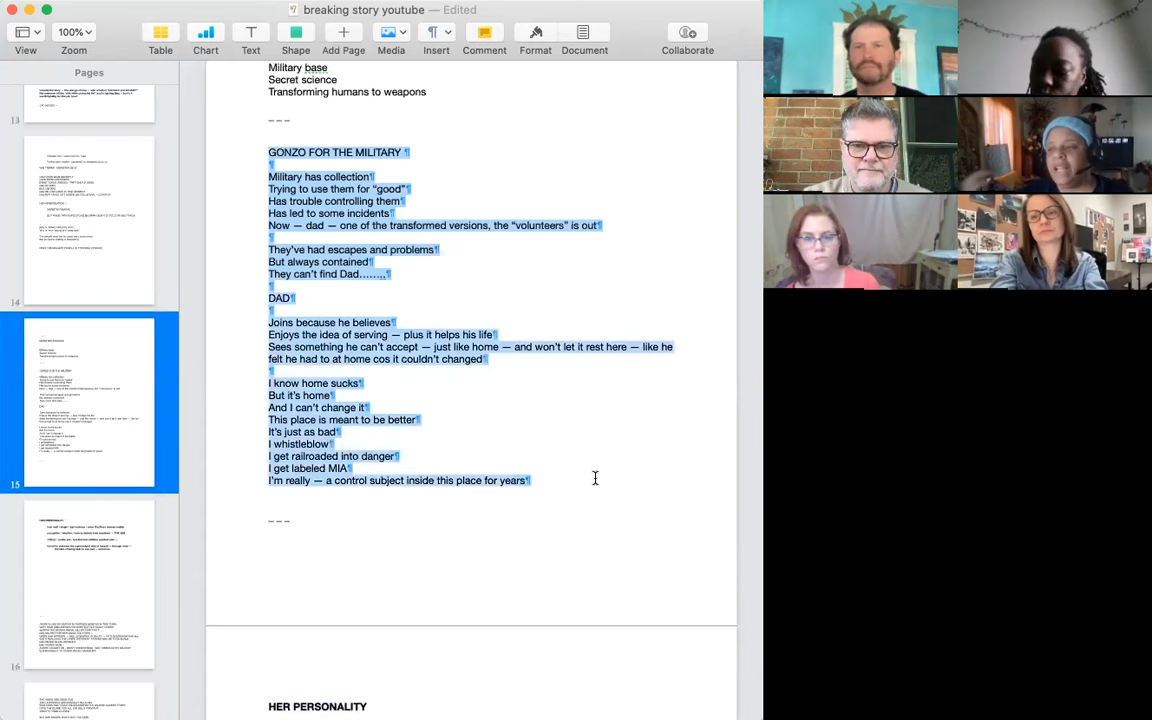 breaking story youtube — Edited
100%
View
Zoom
Table
Chart
Text
Shape
Add Page
Media
Insert
Comment
Format
Document
Collaborate
Pages
13
14
15
16
Military base
Secret science
Transforming humans to weapons
— — —
GONZO FOR THE MILITARY ¶
¶
Military has collection¶
Trying to use them for “good”¶
Has trouble controlling them¶
Has led to some incidents¶
Now — dad — one of the transformed versions, the “volunteers” is out¶
¶
They’ve had escapes and problems¶
But always contained¶
They can’t find Dad……..¶
¶
DAD¶
¶
Joins because he believes¶
Enjoys the idea of serving — plus it helps his life¶
Sees something he can’t accept — just like home — and won’t let it rest here — like he
felt he had to at home cos it couldn’t changed¶
¶
I know home sucks¶
But it’s home¶
And I can’t change it¶
This place is meant to be better¶
It’s just as bad¶
I whistleblow¶
I get railroaded into danger¶
I get labeled MIA¶
I’m really — a control subject inside this place for years¶
— — —
HER PERSONALITY